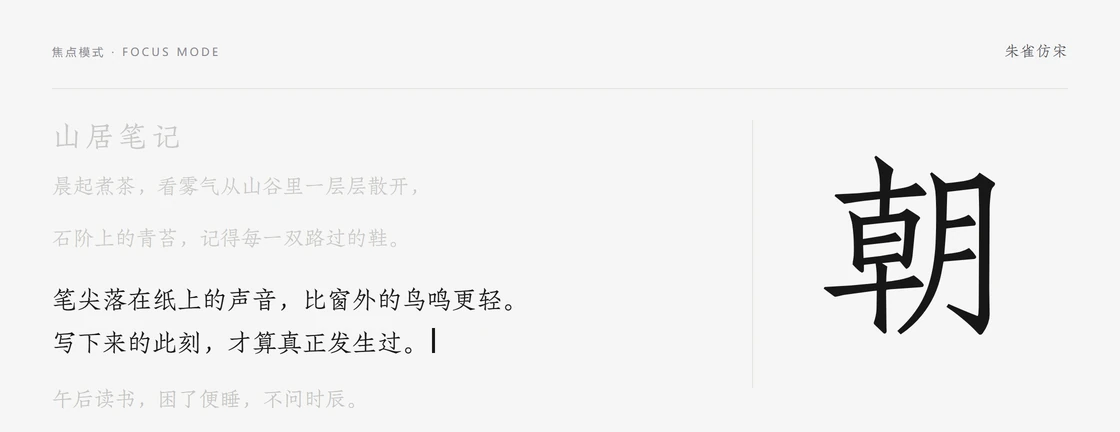 焦点模式 · FOCUS MODE
朱雀仿宋
山居笔记
晨起煮茶，看雾气从山谷里一层层散开，
石阶上的青苔，记得每一双路过的鞋。
笔尖落在纸上的声音，比窗外的鸟鸣更轻。
写下来的此刻，才算真正发生过。
午后读书，困了便睡，不问时辰。
朝